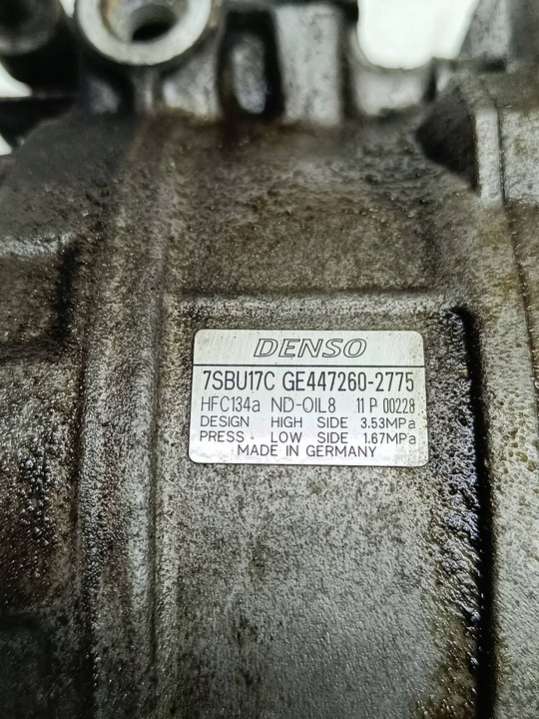 DENSO
7SBU17C GE447260-2775
HFC134a ND-OIL8 11 P 00228
DESIGN HIGH SIDE 3.53MPa
PRESS. LOW SIDE 1.67MPa
MADE IN GERMANY